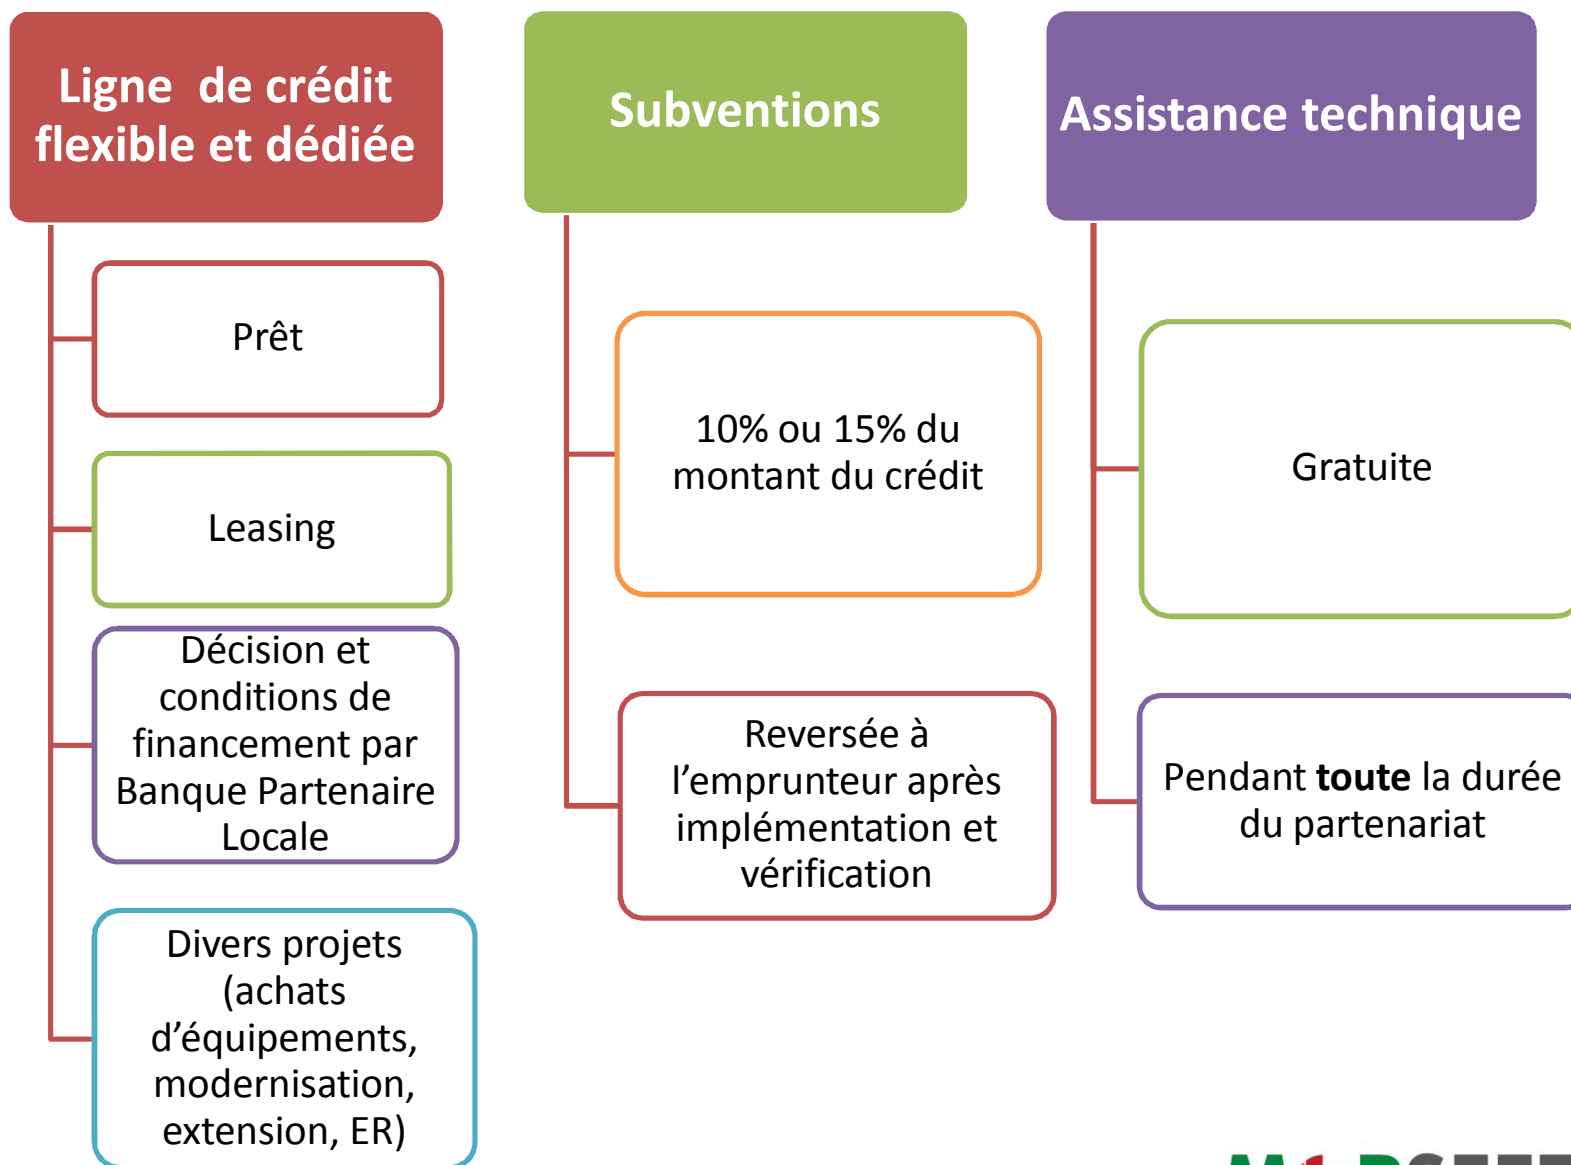 Ligne de crédit
flexible et dédiée
Prêt
Leasing
Décision et
conditions de
financement par
Banque Partenaire
Locale
Divers projets
(achats
d'équipements,
modernisation,
extension, ER)
Subventions
10% ou 15% du
montant du crédit
Reversée à
l'emprunteur après
implémentation et
vérification
Assistance technique
Gratuite
Pendant toute la durée
du partenariat